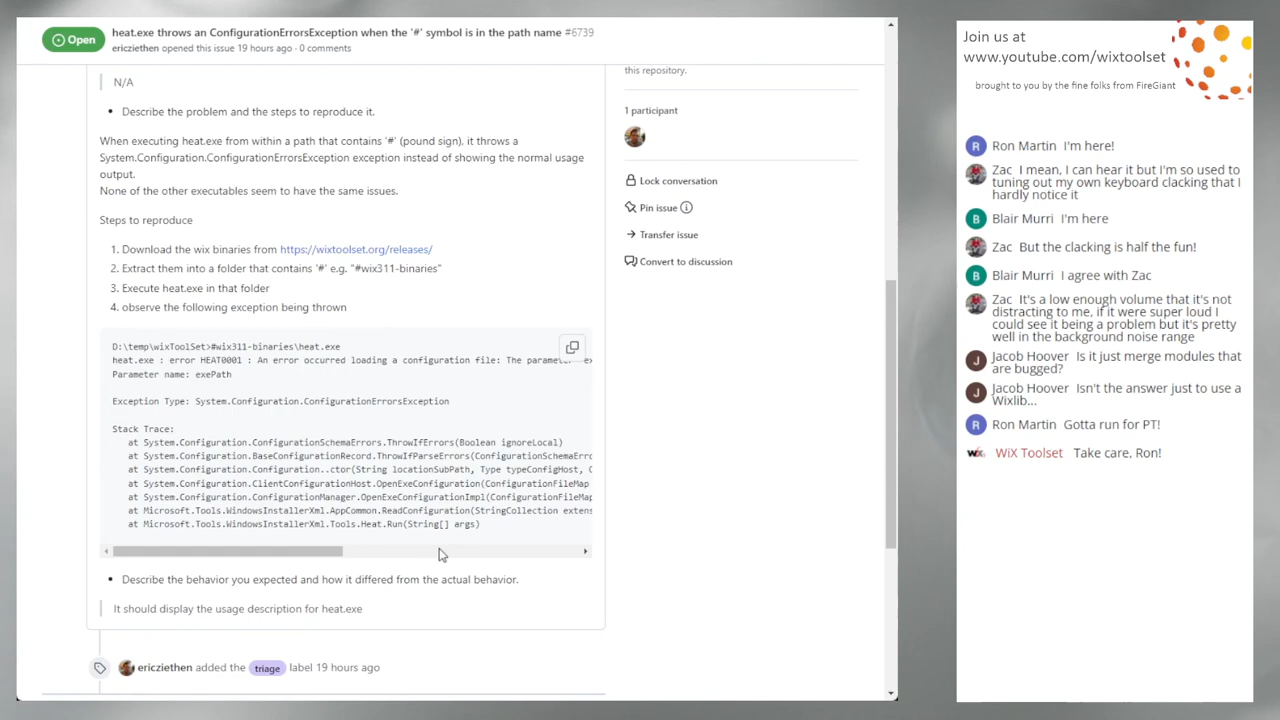 Open
heat.exe throws an ConfigurationErrorsException when the '#' symbol is in the path name #6739
ericziethen opened this issue 19 hours ago · 0 comments
N/A
• Describe the problem and the steps to reproduce it.
When executing heat.exe from within a path that contains '#' (pound sign), it throws a
System.Configuration.ConfigurationErrorsException exception instead of showing the normal usage
output.
None of the other executables seem to have the same issues.
Steps to reproduce
1. Download the wix binaries from https://wixtoolset.org/releases/
2. Extract them into a folder that contains '#' e.g. "#wix311-binaries"
3. Execute heat.exe in that folder
4. observe the following exception being thrown
D:\temp\wixToolSet>#wix311-binaries\heat.exe
heat.exe : error HEAT0001 : An error occurred loading a configuration file: The parameter ex
Parameter name: exePath
Exception Type: System.Configuration.ConfigurationErrorsException
Stack Trace:
at System.Configuration.ConfigurationSchemaErrors.ThrowIfErrors(Boolean ignoreLocal)
at System.Configuration.BaseConfigurationRecord.ThrowIfParseErrors(ConfigurationSchemaErro
at System.Configuration.Configuration..ctor(String locationSubPath, Type typeConfigHost, O
at System.Configuration.ClientConfigurationHost.OpenExeConfiguration(ConfigurationFileMap
at System.Configuration.ConfigurationManager.OpenExeConfigurationImpl(ConfigurationFileMap
at Microsoft.Tools.WindowsInstallerXml.AppCommon.ReadConfiguration(StringCollection extens
at Microsoft.Tools.WindowsInstallerXml.Tools.Heat.Run(String[] args)
• Describe the behavior you expected and how it differed from the actual behavior.
It should display the usage description for heat.exe
ericziethen added the triage label 19 hours ago
this repository.
1 participant
Lock conversation
Pin issue
Transfer issue
Convert to discussion
Join us at
www.youtube.com/wixtoolset
brought to you by the fine folks from FireGiant
R Ron Martin I'm here!
Zac I mean, I can hear it but I'm so used to
tuning out my own keyboard clacking that I
hardly notice it
B Blair Murri I'm here
Zac But the clacking is half the fun!
B Blair Murri I agree with Zac
Zac It's a low enough volume that it's not
distracting to me, if it were super loud I
could see it being a problem but it's pretty
well in the background noise range
J Jacob Hoover Is it just merge modules that
are bugged?
J Jacob Hoover Isn't the answer just to use a
Wixlib...
R Ron Martin Gotta run for PT!
WiX WiX Toolset Take care, Ron!